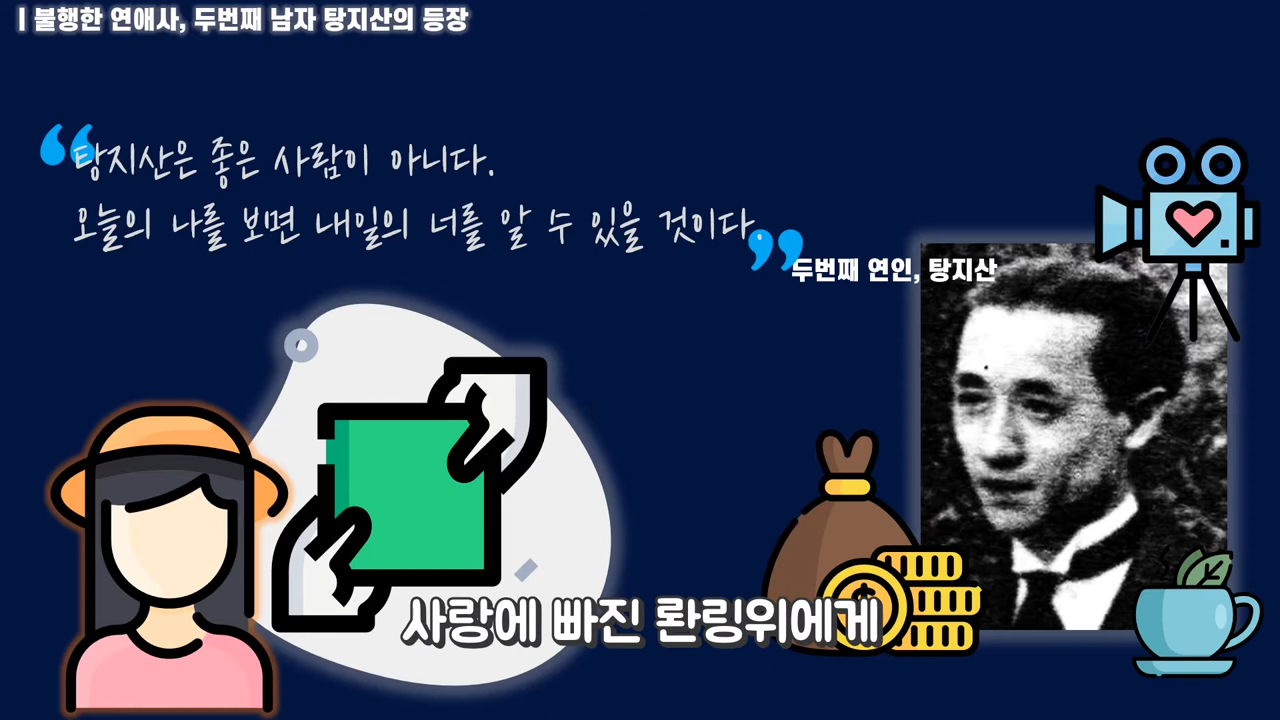 | 불행한 연애사, 두번째 남자 탕지산의 등장
“탕지산은 좋은 사람이 아니다.
오늘의 나를 보면 내일의 너를 알 수 있을 것이다.”
두번째 연인, 탕지산
사랑에 빠진 롼링위에게